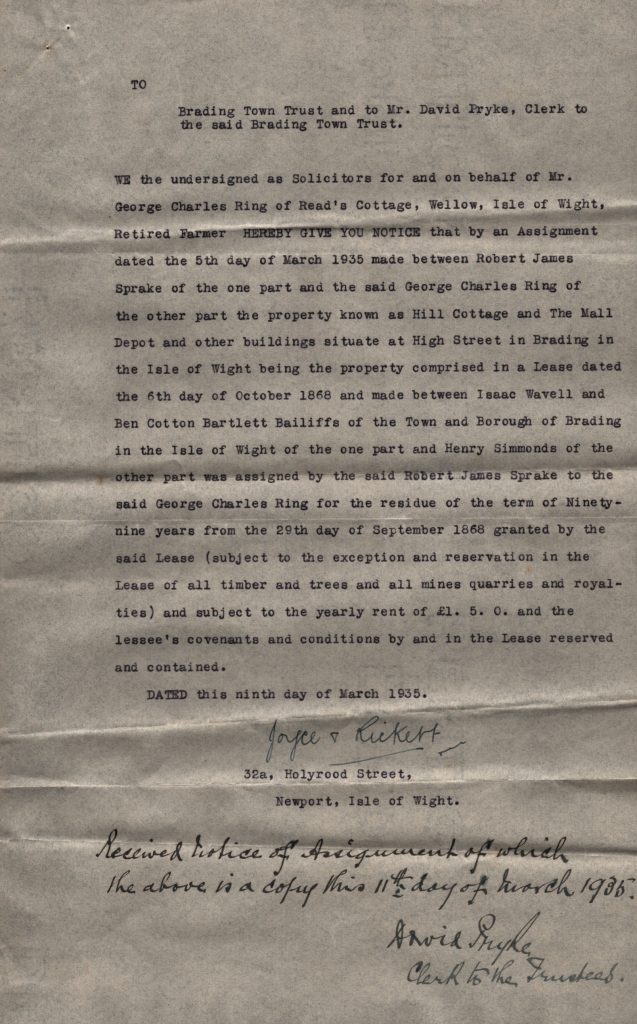 TO
Brading Town Trust and to Mr. David Pryke, Clerk to
the said Brading Town Trust.
WE the undersigned as Solicitors for and on behalf of Mr.
George Charles Ring of Read's Cottage, Wellow, Isle of Wight,
Retired Farmer HEREBY GIVE YOU NOTICE that by an Assignment
dated the 5th day of March 1935 made between Robert James
Sprake of the one part and the said George Charles Ring of
the other part the property known as Hill Cottage and The Mall
Depot and other buildings situate at High Street in Brading in
the Isle of Wight being the property comprised in a Lease dated
the 6th day of October 1868 and made between Isaac Wavell and
Ben Cotton Bartlett Bailiffs of the Town and Borough of Brading
in the Isle of Wight of the one part and Henry Simmonds of the
other part was assigned by the said Robert James Sprake to the
said George Charles Ring for the residue of the term of Ninety-
nine years from the 29th day of September 1868 granted by the
said Lease (subject to the exception and reservation in the
Lease of all timber and trees and all mines quarries and royal-
ties) and subject to the yearly rent of £1. 5. 0. and the
lessee's covenants and conditions by and in the Lease reserved
and contained.
DATED this ninth day of March 1935.
Joyce & Rickett
32a, Holyrood Street,
Newport, Isle of Wight.
Received Notice of Assignment of which
the above is a copy this 11th day of March 1935.
David Pryke
Clerk to the Trustees.